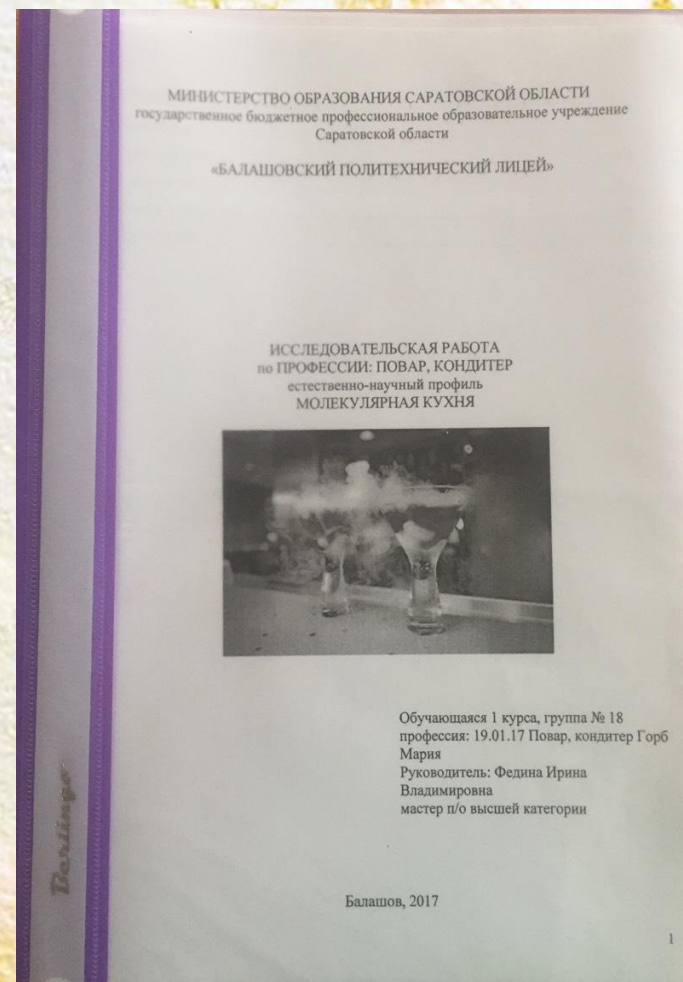 МИНИСТЕРСТВО ОБРАЗОВАНИЯ САРАТОВСКОЙ ОБЛАСТИ
государственное бюджетное профессиональное образовательное учреждение
Саратовской области
«БАЛАШОВСКИЙ ПОЛИТЕХНИЧЕСКИЙ ЛИЦЕЙ»
ИССЛЕДОВАТЕЛЬСКАЯ РАБОТА
по ПРОФЕССИИ: ПОВАР, КОНДИТЕР
естественно-научный профиль
МОЛЕКУЛЯРНАЯ КУХНЯ
Обучающаяся 1 курса, группа № 18
профессия: 19.01.17 Повар, кондитер Горб
Мария
Руководитель: Федина Ирина
Владимировна
мастер п/о высшей категории
Berlingo
Балашов, 2017
1